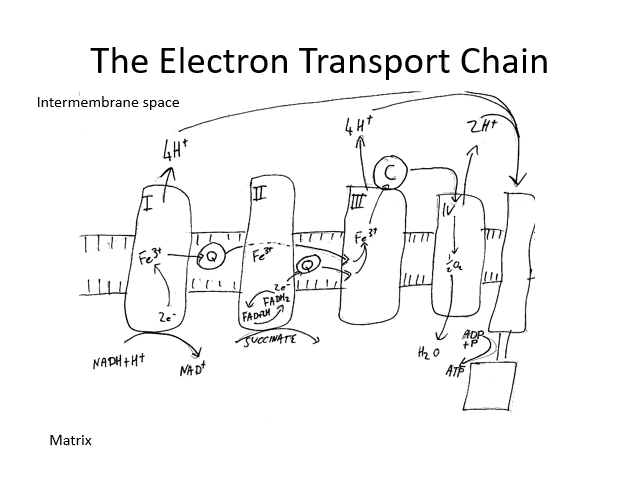 The Electron Transport Chain
Intermembrane space
4H⁺
4H⁺
2H⁺
C
I
II
III
IV
Fe³⁺
Q
Fe³⁺
Q
Fe³⁺
½O₂
2e⁻
2e⁻
FADH₂
SUCCINATE
NADH+H⁺
NAD⁺
H₂O
ADP
+P
ATP
Matrix